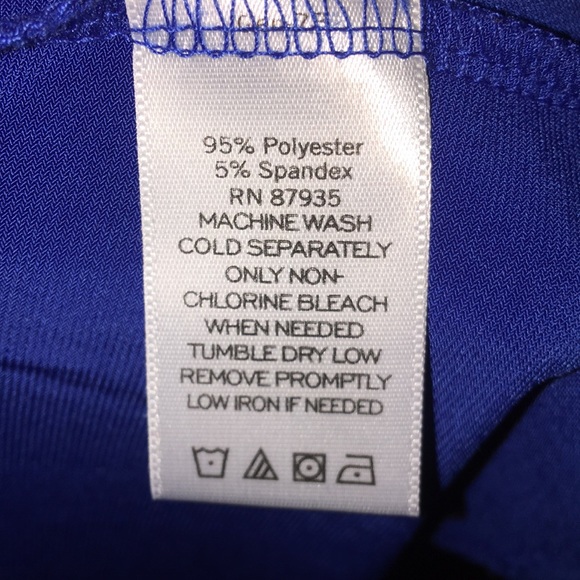 95% Polyester
5% Spandex
RN 87935
MACHINE WASH
COLD SEPARATELY
ONLY NON-
CHLORINE BLEACH
WHEN NEEDED
TUMBLE DRY LOW
REMOVE PROMPTLY
LOW IRON IF NEEDED